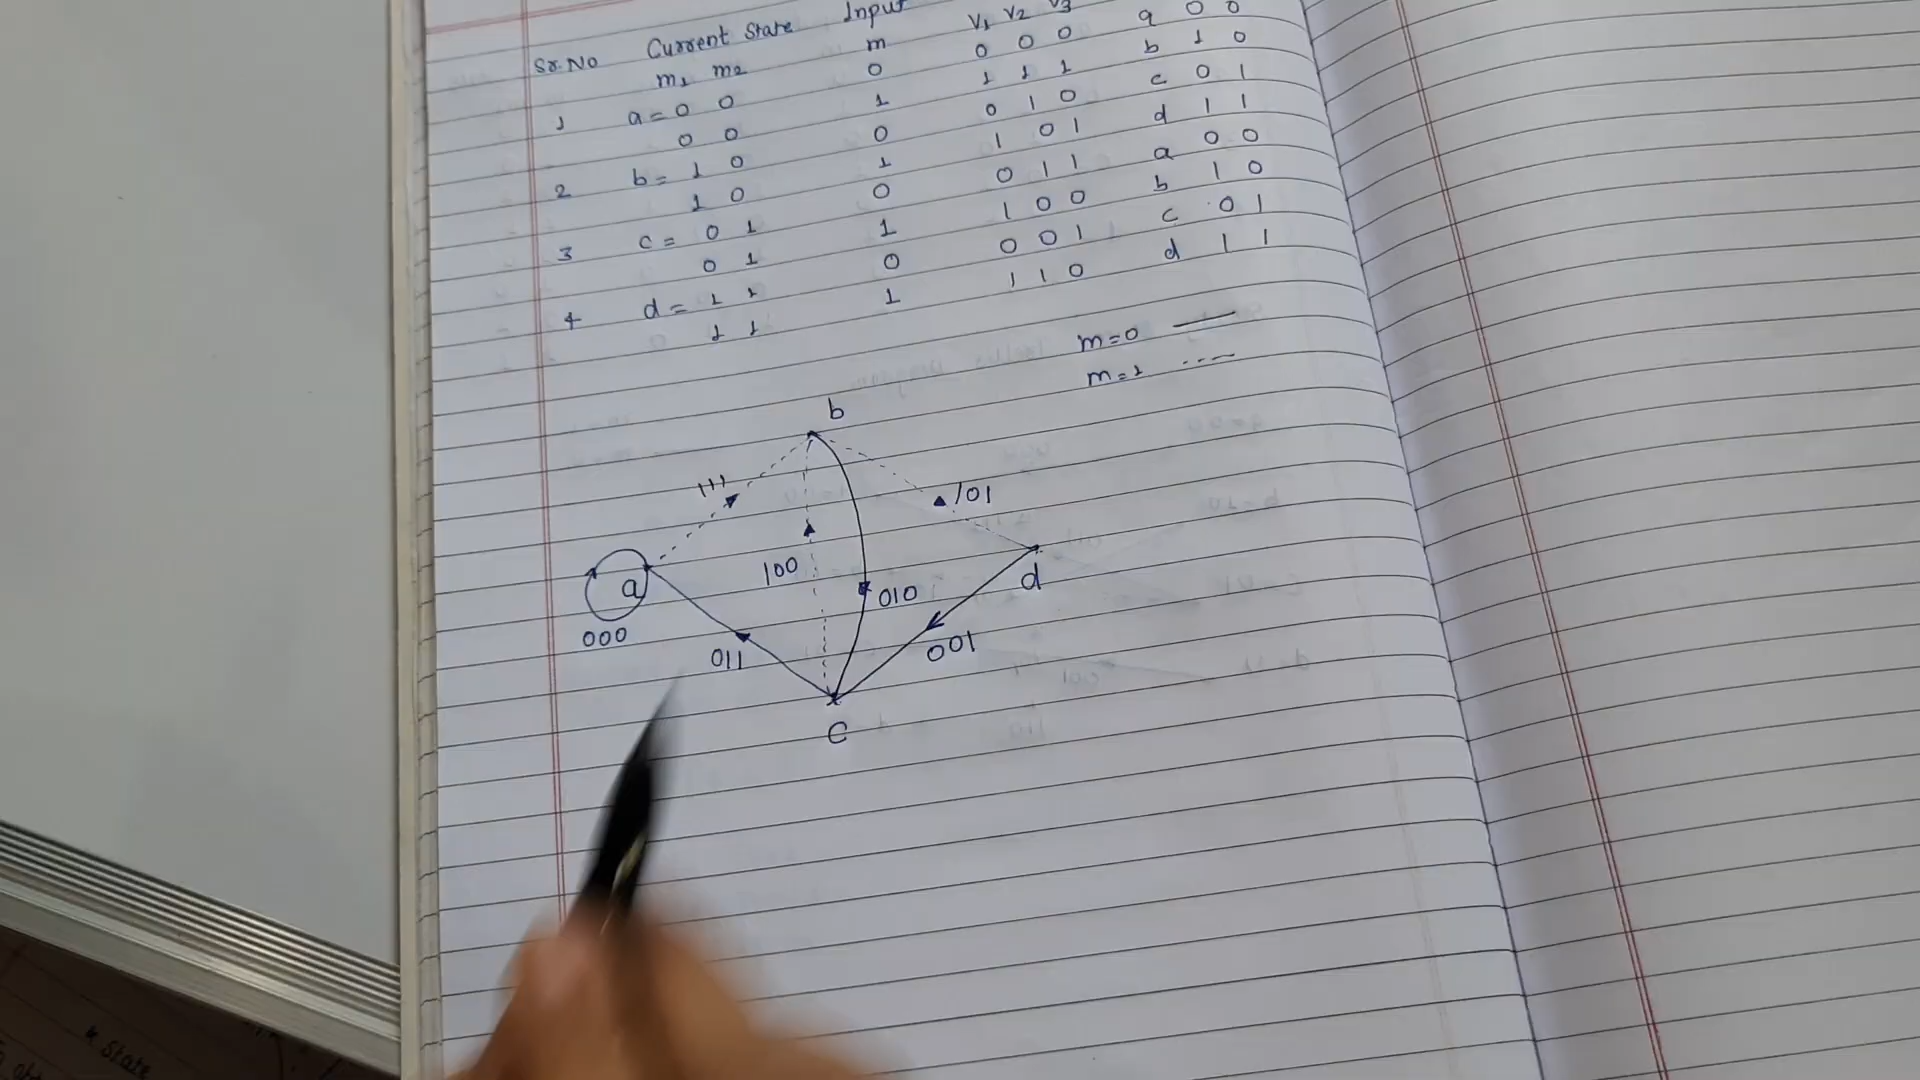 Sr.No Current State Input
m1 m2 m v1 v2 v3
1 a = 0 0 0 0 0 0 a 0 0
0 0 1 1 1 1 b 1 0
2 b = 1 0 0 0 1 0 c 0 1
1 0 1 1 0 1 d 1 1
3 c = 0 1 0 0 1 1 a 0 0
0 1 1 1 0 0 b 1 0
4 d = 1 1 0 0 0 1 c 0 1
1 1 1 1 1 0 d 1 1
m=0
m=1
b
111
101
100
a
d
010
000
011
001
c
State